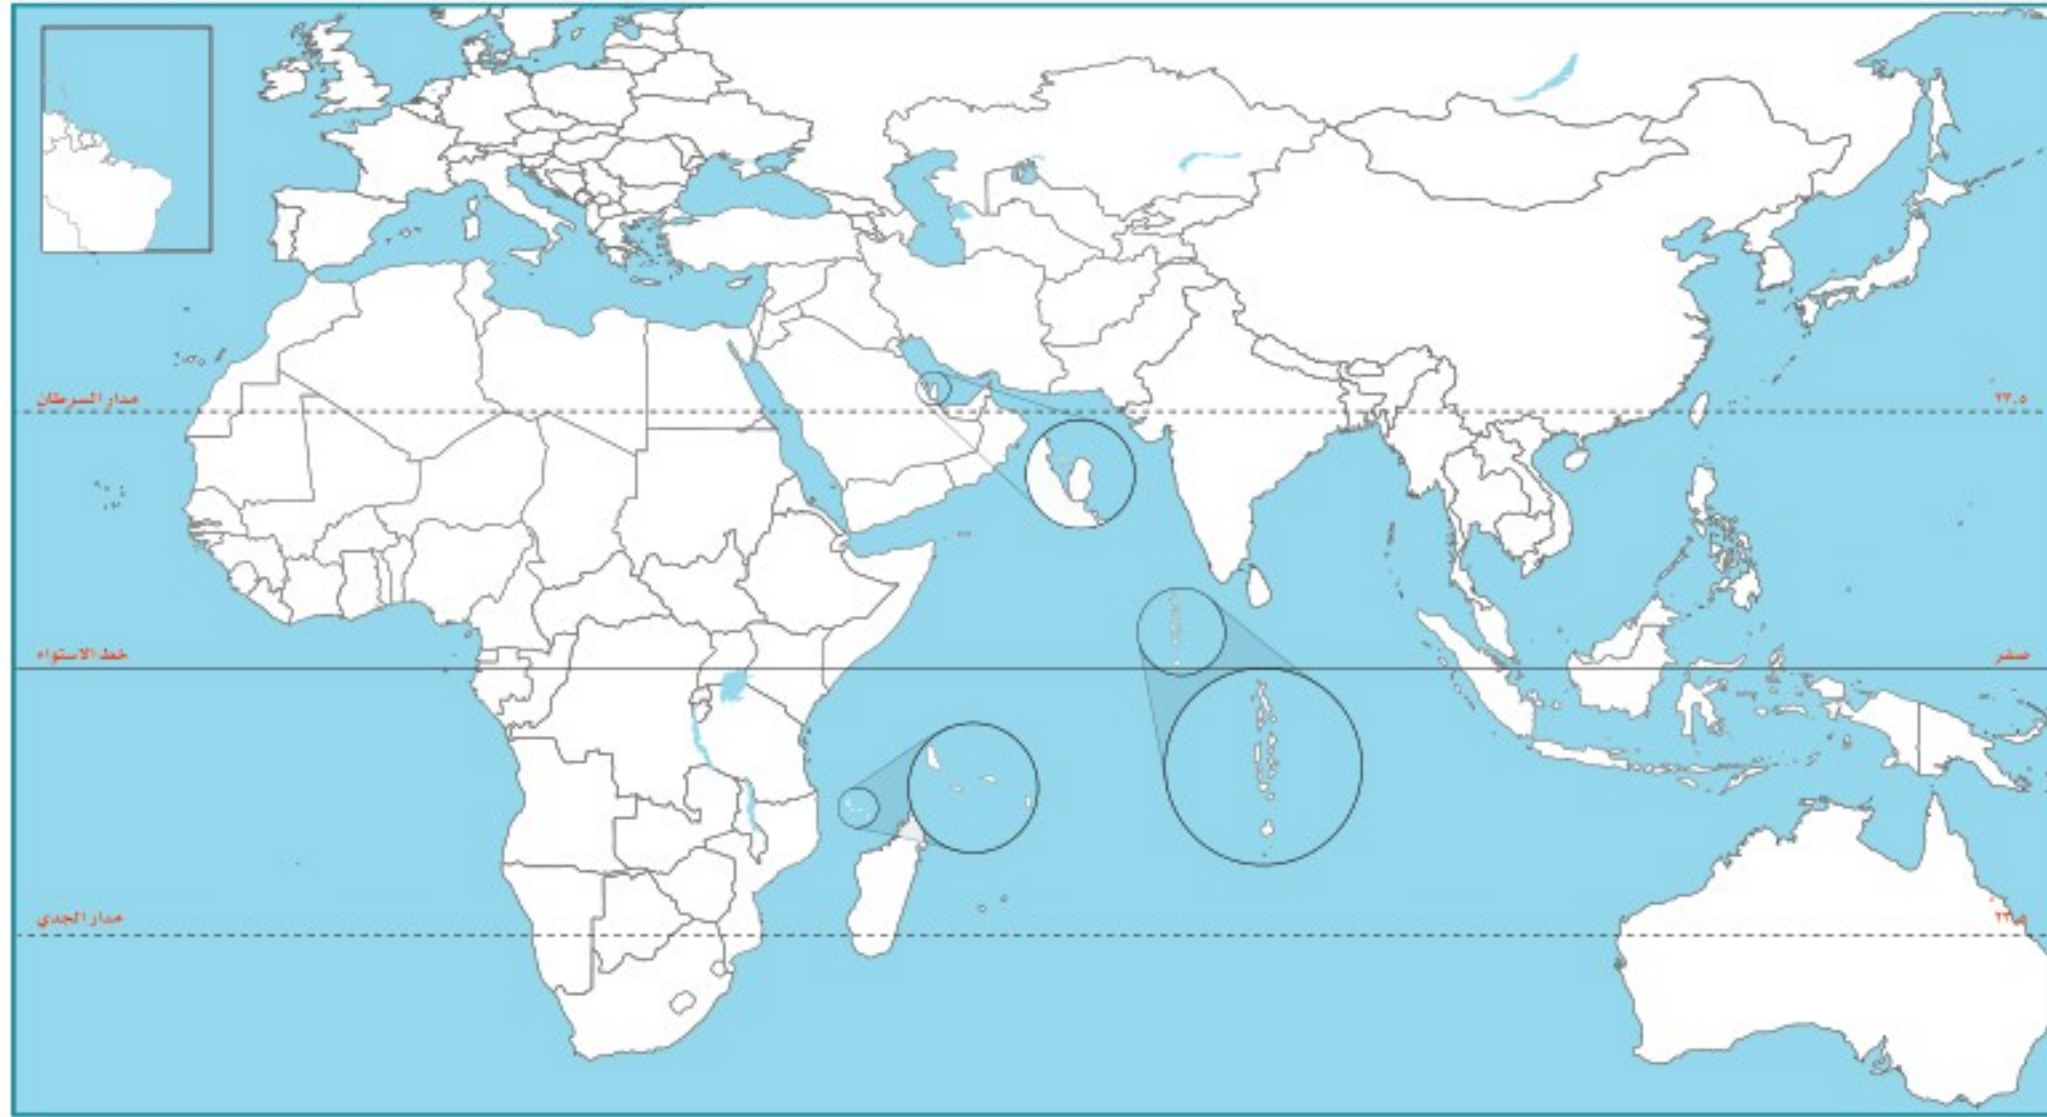 مدار السرطان
٢٣.٥
خط الاستواء
صفر
مدار الجدي
٢٣.٥